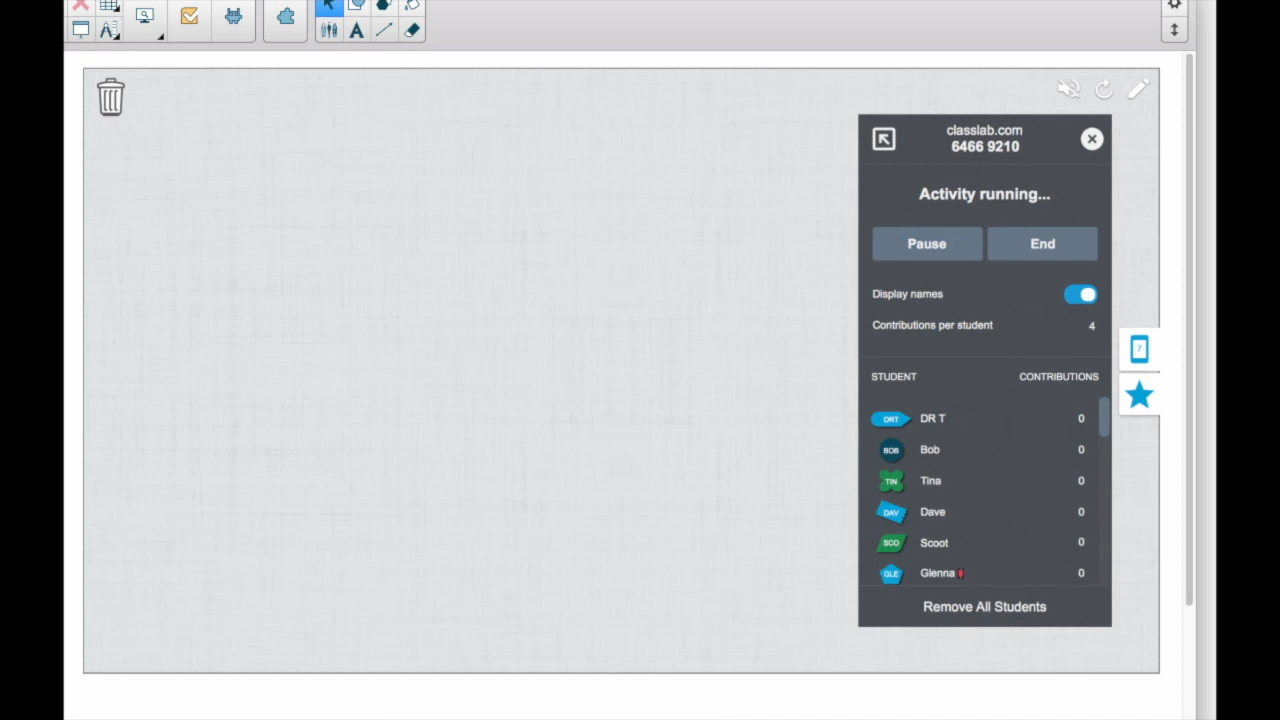 classlab.com
6466 9210
Activity running...
Pause End
Display names
Contributions per student 4
7
STUDENT CONTRIBUTIONS
DRT DR T 0
BOB Bob 0
TIN Tina 0
DAV Dave 0
SCO Scoot 0
GLE Glenna 0
Remove All Students